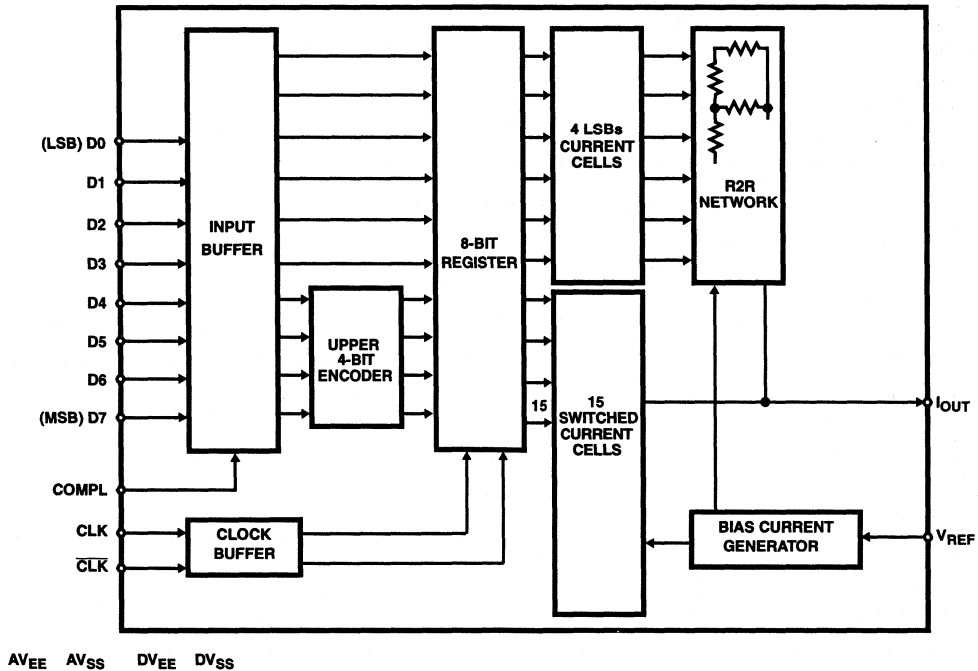 (LSB) D0
D1
D2
D3
D4
D5
D6
(MSB) D7
COMPL
CLK
CLK
INPUT
BUFFER
UPPER
4-BIT
ENCODER
CLOCK
BUFFER
8-BIT
REGISTER
15
4 LSBs
CURRENT
CELLS
15
SWITCHED
CURRENT
CELLS
R2R
NETWORK
BIAS CURRENT
GENERATOR
IOUT
VREF
AVEE AVSS DVEE DVSS